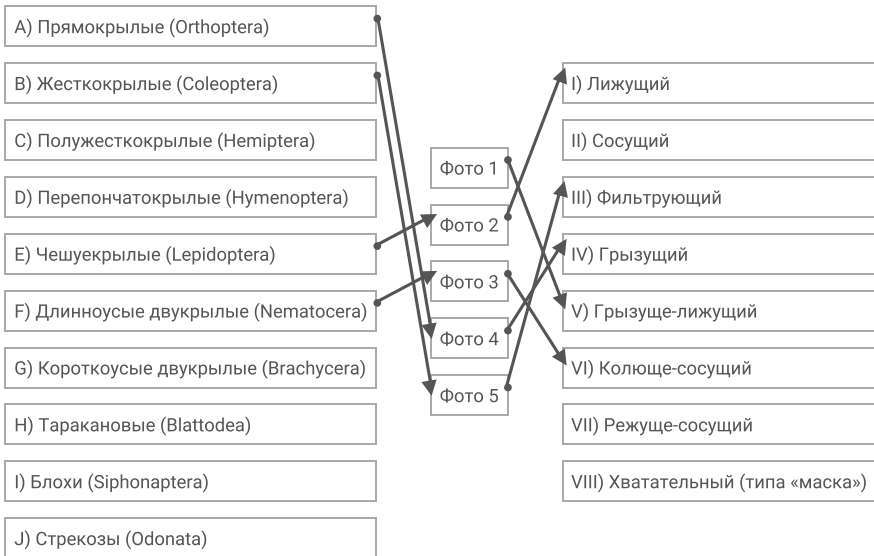 A) Прямокрылые (Orthoptera)
B) Жесткокрылые (Coleoptera)
C) Полужесткокрылые (Hemiptera)
D) Перепончатокрылые (Hymenoptera)
E) Чешуекрылые (Lepidoptera)
F) Длинноусые двукрылые (Nematocera)
G) Короткоусые двукрылые (Brachycera)
H) Таракановые (Blattodea)
I) Блохи (Siphonaptera)
J) Стрекозы (Odonata)
Фото 1
Фото 2
Фото 3
Фото 4
Фото 5
I) Лижущий
II) Сосущий
III) Фильтрующий
IV) Грызущий
V) Грызуще-лижущий
VI) Колюще-сосущий
VII) Режуще-сосущий
VIII) Хватательный (типа «маска»)